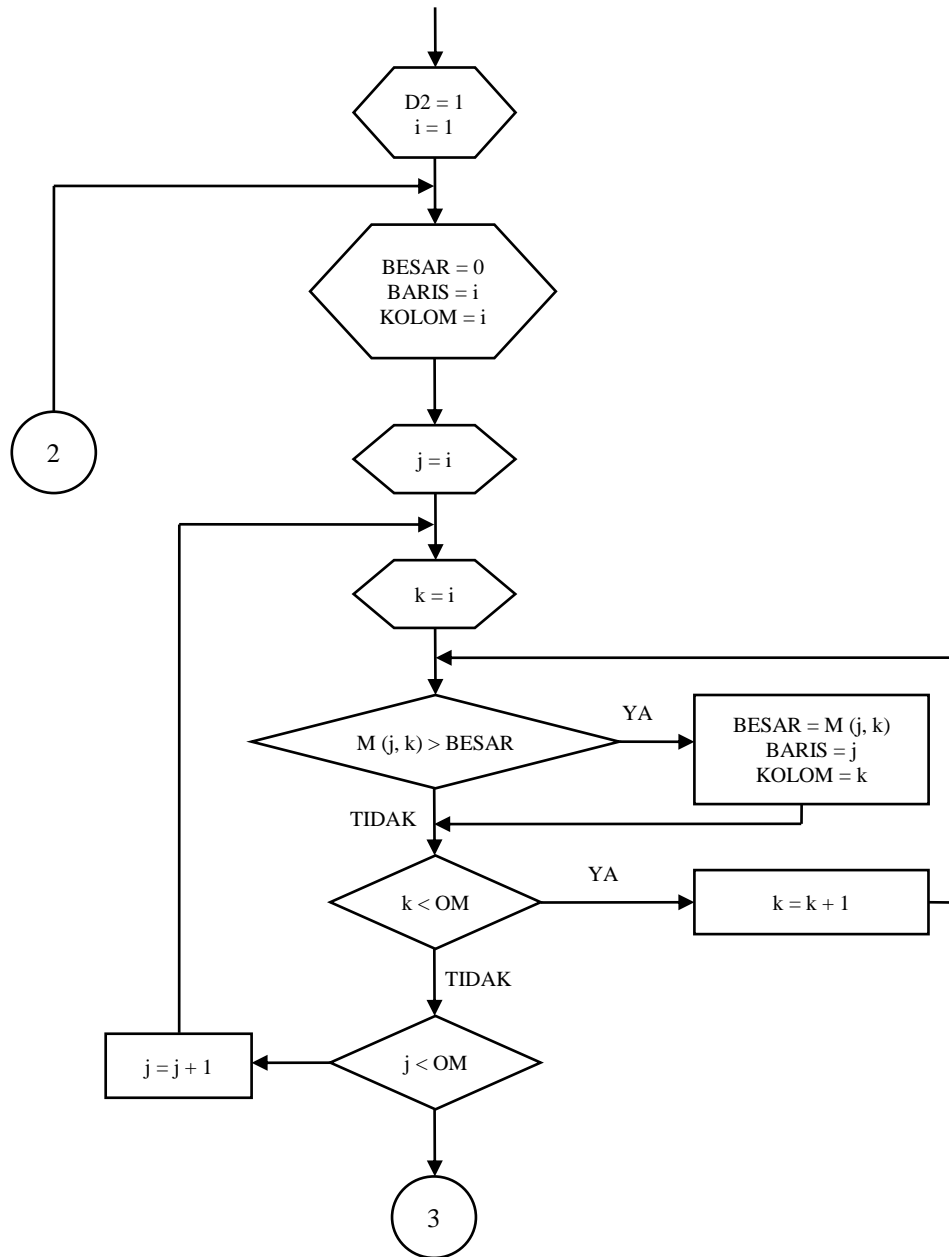 D2 = 1
i = 1
BESAR = 0
BARIS = i
KOLOM = i
2
j = i
k = i
M (j, k) > BESAR
YA
BESAR = M (j, k)
BARIS = j
KOLOM = k
TIDAK
k < OM
YA
k = k + 1
TIDAK
j < OM
j = j + 1
3